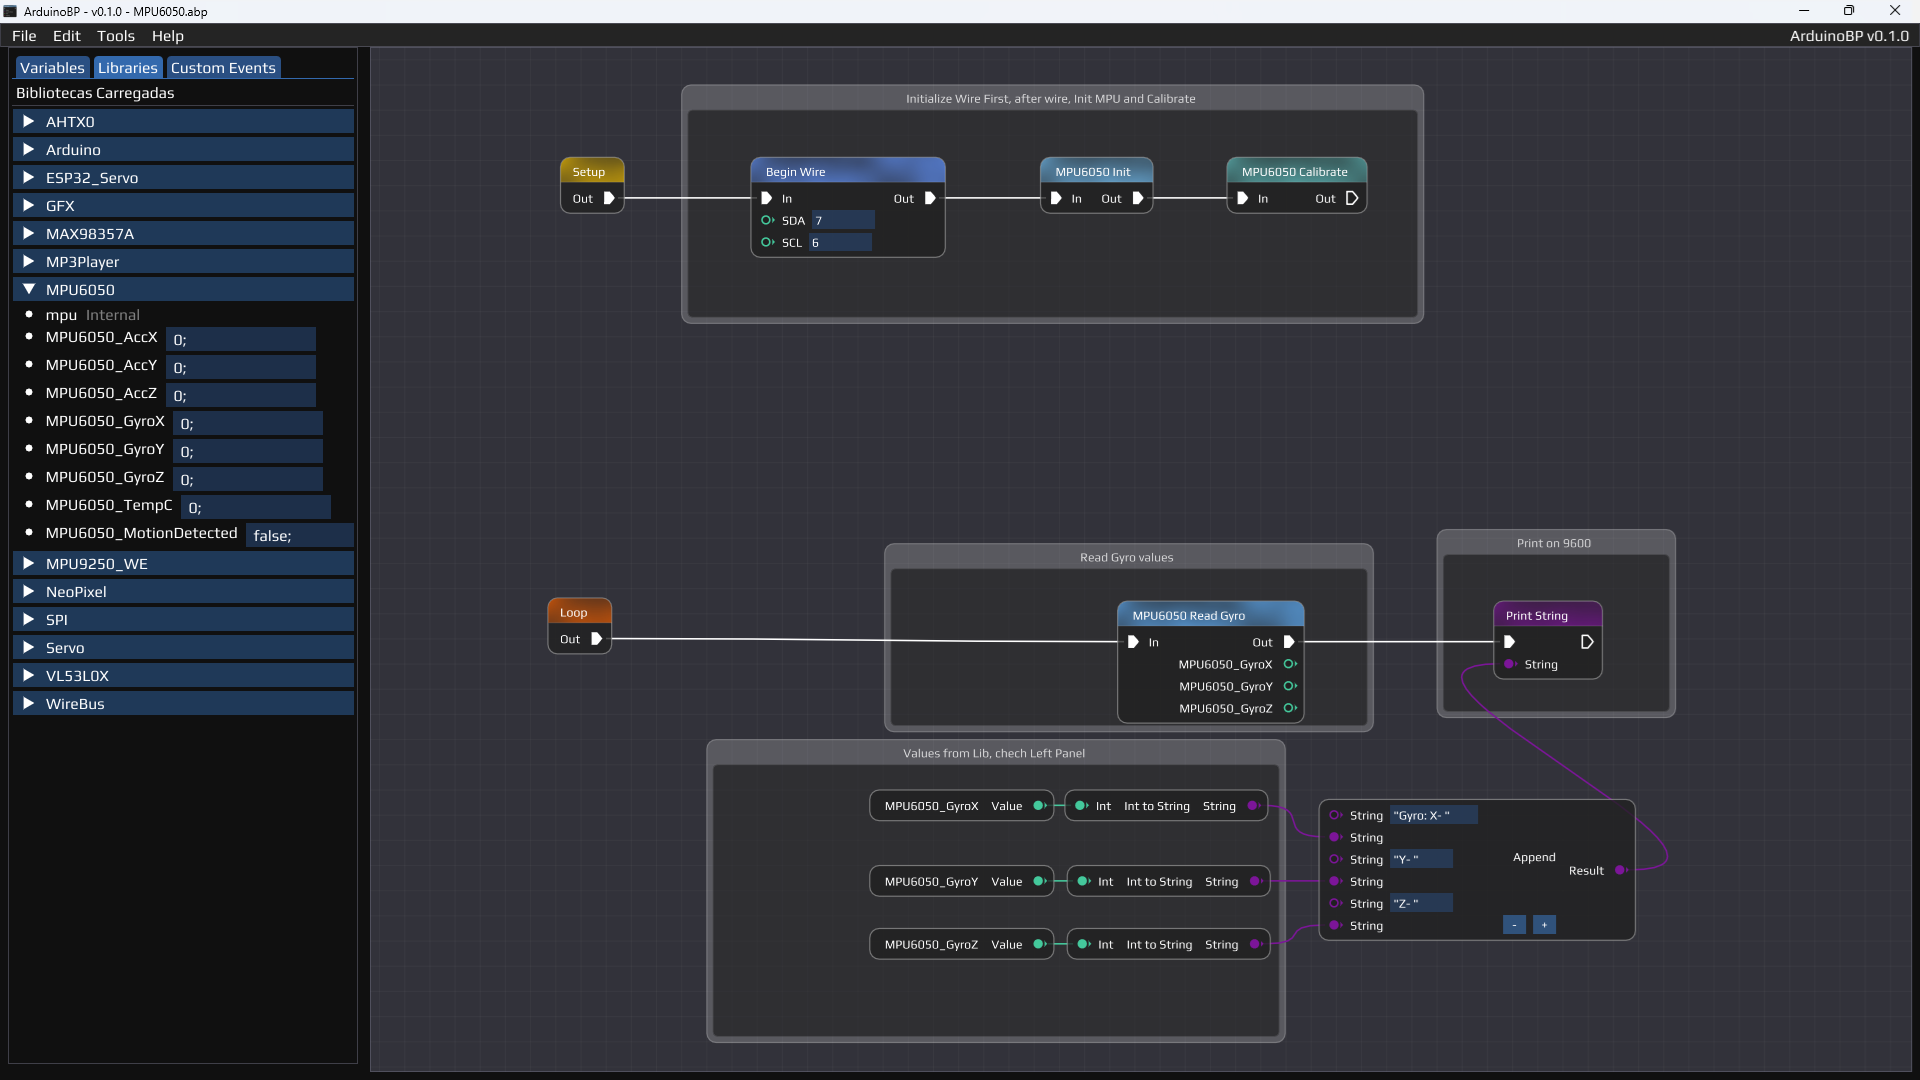 ArduinoBP - v0.1.0 - MPU6050.abp
File Edit Tools Help
ArduinoBP v0.1.0
Variables Libraries Custom Events
Bibliotecas Carregadas
AHTX0
Arduino
ESP32_Servo
GFX
MAX98357A
MP3Player
MPU6050
mpu Internal
MPU6050_AccX 0;
MPU6050_AccY 0;
MPU6050_AccZ 0;
MPU6050_GyroX 0;
MPU6050_GyroY 0;
MPU6050_GyroZ 0;
MPU6050_TempC 0;
MPU6050_MotionDetected false;
MPU9250_WE
NeoPixel
SPI
Servo
VL53L0X
WireBus
Initialize Wire First, after wire, Init MPU and Calibrate
Setup
Out
Begin Wire
In Out
SDA 7
SCL 6
MPU6050 Init
In Out
MPU6050 Calibrate
In Out
Loop
Out
Read Gyro values
MPU6050 Read Gyro
In Out
MPU6050_GyroX
MPU6050_GyroY
MPU6050_GyroZ
Print on 9600
Print String
String
Values from Lib, chech Left Panel
MPU6050_GyroX Value
Int Int to String String
MPU6050_GyroY Value
Int Int to String String
MPU6050_GyroZ Value
Int Int to String String
String "Gyro: X- "
String
String "Y- "
String
String "Z- "
String
Append
Result
- +